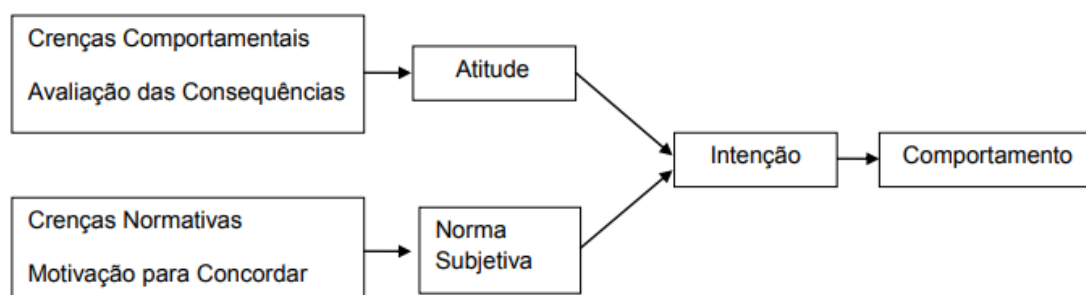 Crenças Comportamentais
Avaliação das Consequências
Atitude
Intenção
Comportamento
Crenças Normativas
Motivação para Concordar
Norma
Subjetiva